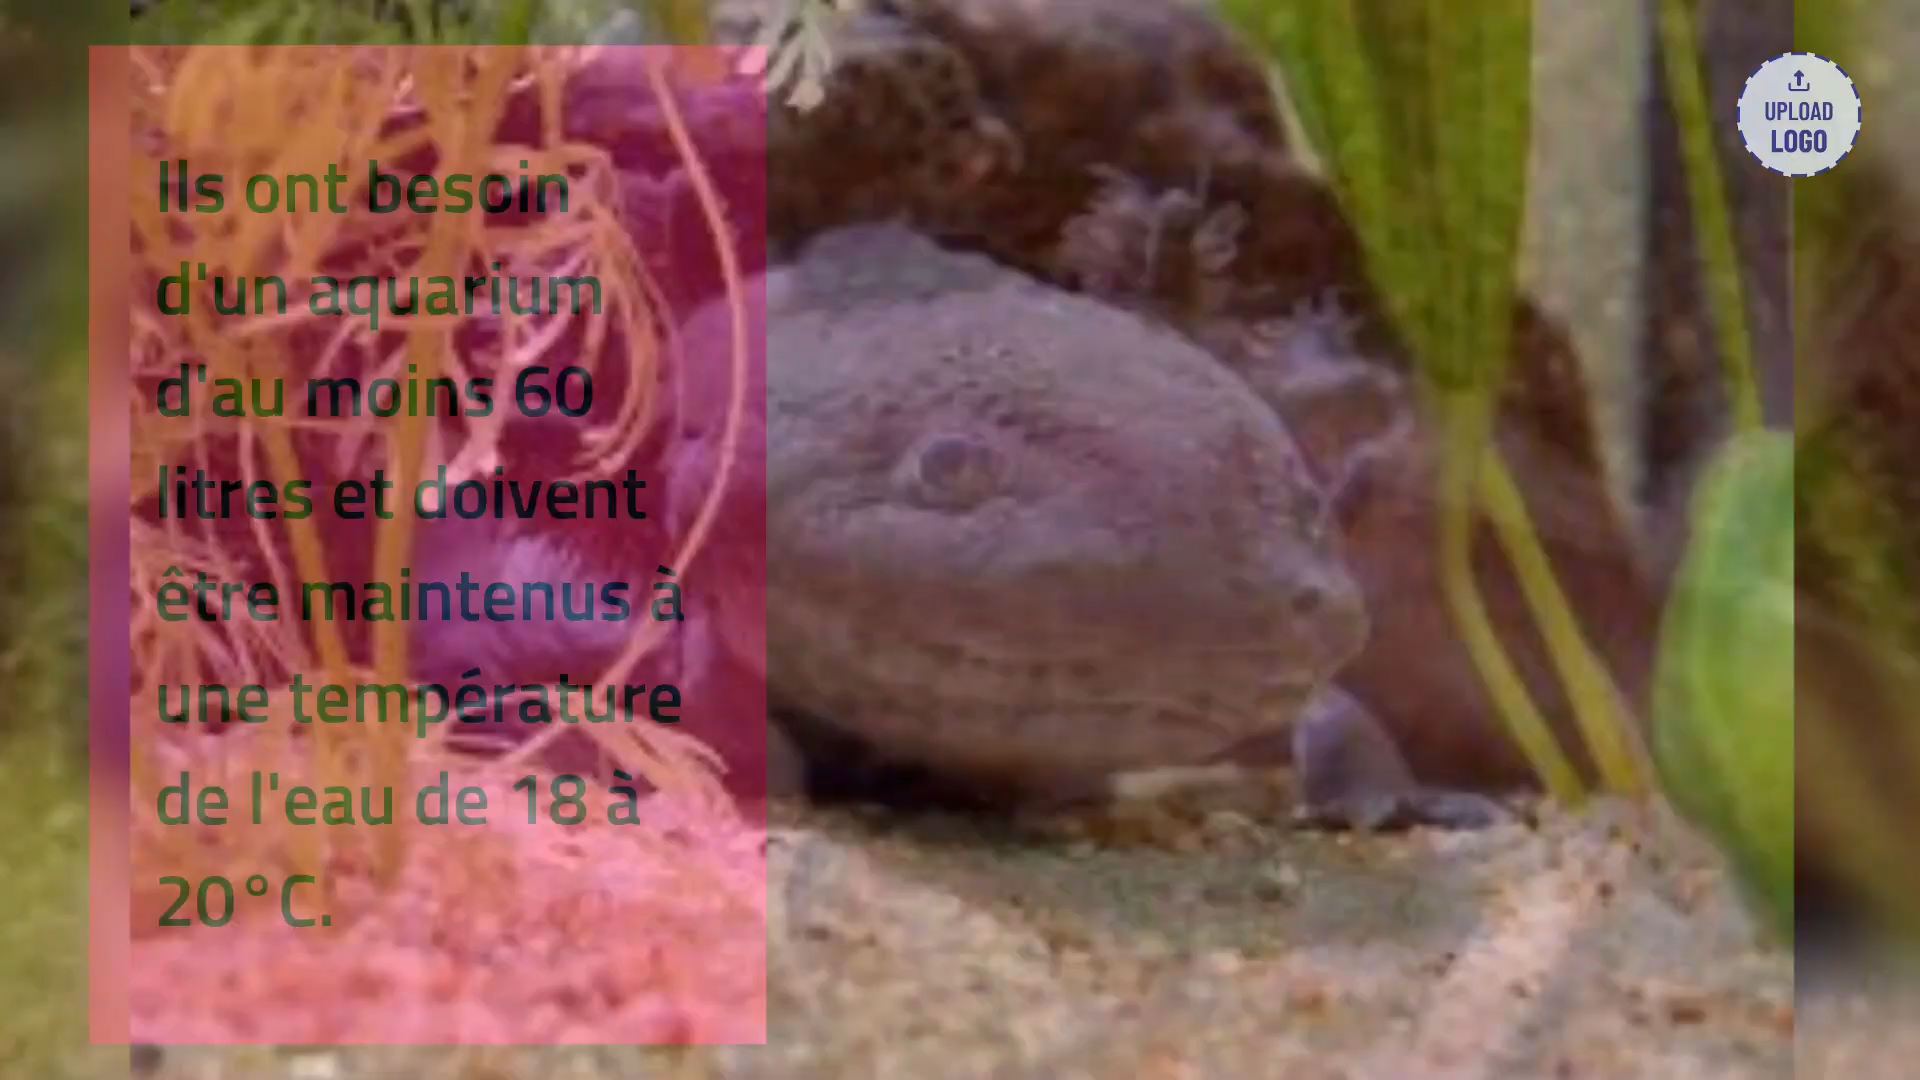 Ils ont besoin
d'un aquarium
d'au moins 60
litres et doivent
être maintenus à
une température
de l'eau de 18 à
20°C.
UPLOAD
LOGO